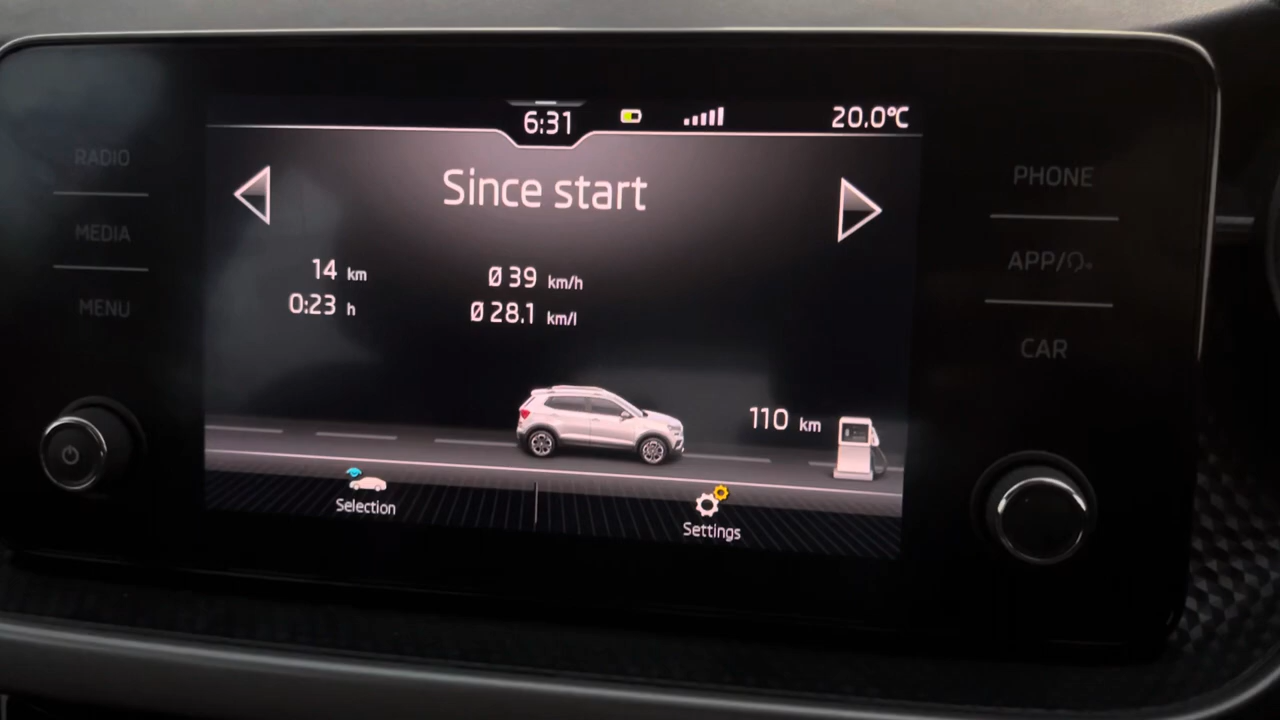 6:31
20.0°C
RADIO
MEDIA
MENU
Since start
14 km
0:23 h
Ø 39 km/h
Ø 28.1 km/l
110 km
Selection
Settings
PHONE
APP/
CAR